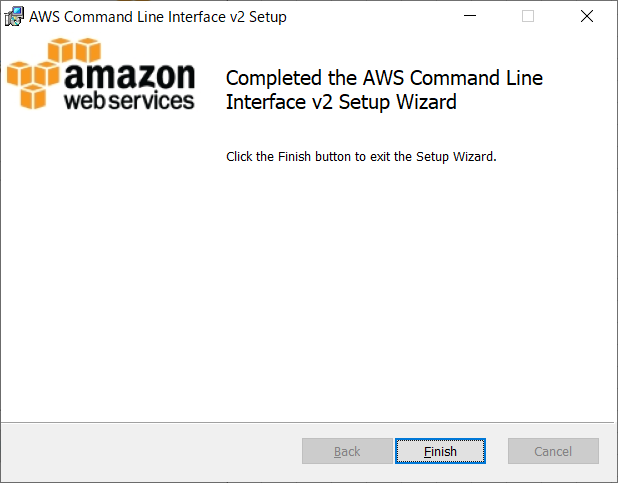 AWS Command Line Interface v2 Setup
amazon
web services
Completed the AWS Command Line
Interface v2 Setup Wizard
Click the Finish button to exit the Setup Wizard.
Back
Finish
Cancel